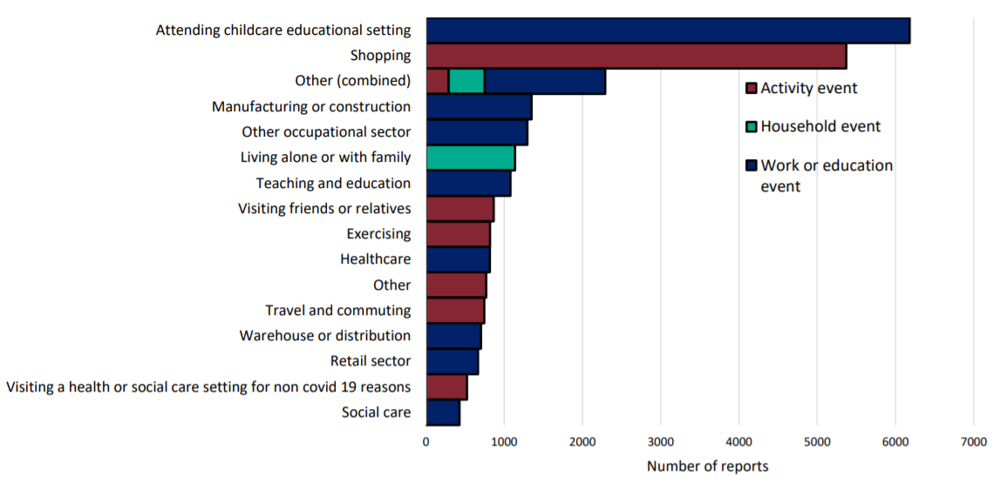 Attending childcare educational setting
Shopping
Other (combined)
Manufacturing or construction
Other occupational sector
Living alone or with family
Teaching and education
Visiting friends or relatives
Exercising
Healthcare
Other
Travel and commuting
Warehouse or distribution
Retail sector
Visiting a health or social care setting for non covid 19 reasons
Social care
Activity event
Household event
Work or education
event
0 1000 2000 3000 4000 5000 6000 7000
Number of reports